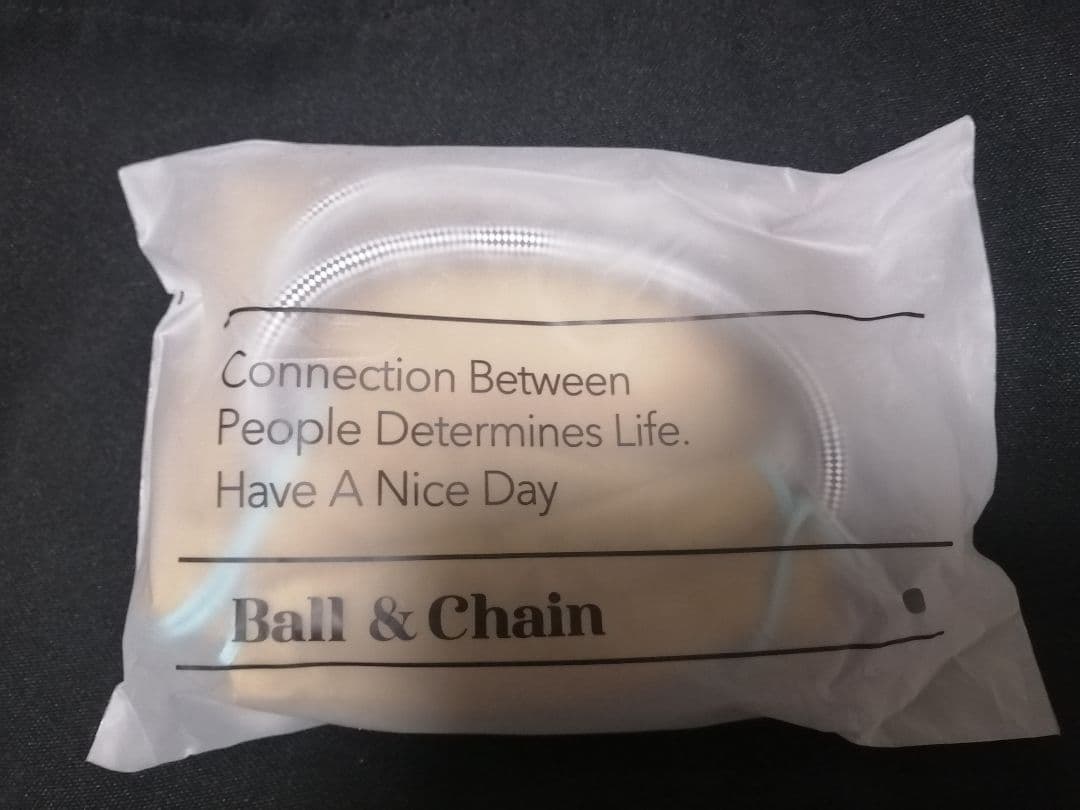 Connection Between
People Determines Life.
Have A Nice Day
Ball & Chain